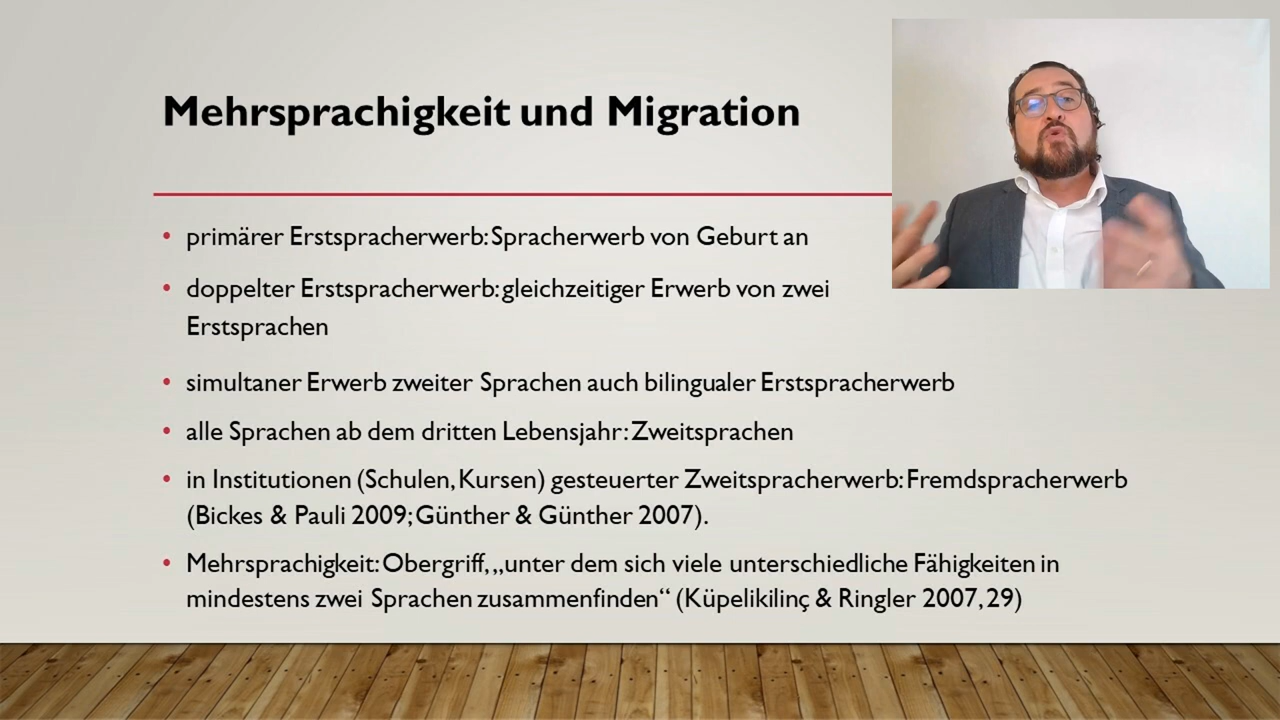 Mehrsprachigkeit und Migration
• primärer Erstspracherwerb: Spracherwerb von Geburt an
• doppelter Erstspracherwerb: gleichzeitiger Erwerb von zwei
Erstsprachen
• simultaner Erwerb zweiter Sprachen auch bilingualer Erstspracherwerb
• alle Sprachen ab dem dritten Lebensjahr: Zweitsprachen
• in Institutionen (Schulen, Kursen) gesteuerter Zweitspracherwerb: Fremdspracherwerb
(Bickes & Pauli 2009; Günther & Günther 2007).
• Mehrsprachigkeit: Obergriff, „unter dem sich viele unterschiedliche Fähigkeiten in
mindestens zwei Sprachen zusammenfinden“ (Küpelikilinç & Ringler 2007, 29)